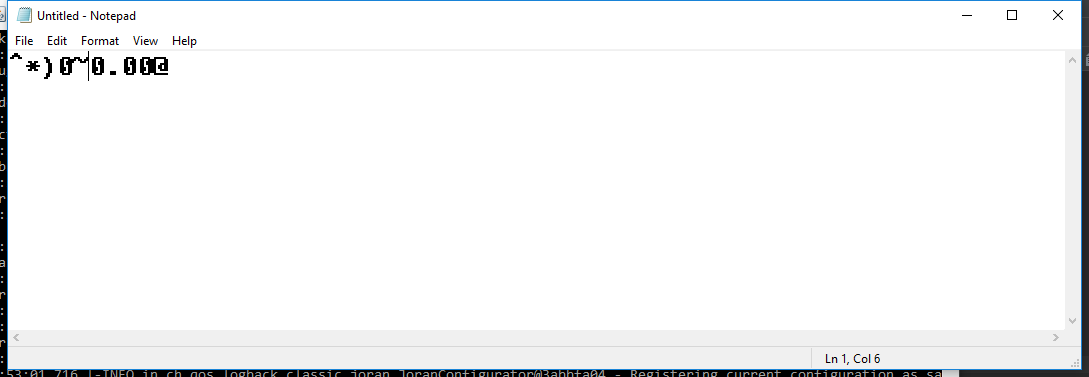 Untitled - Notepad
File Edit Format View Help
^*)0~0.00@
Ln 1, Col 6
:53:01,716 |-INFO in ch.qos.logback.classic.joran.JoranConfigurator@3abbfa04 - Registering current configuration as sa